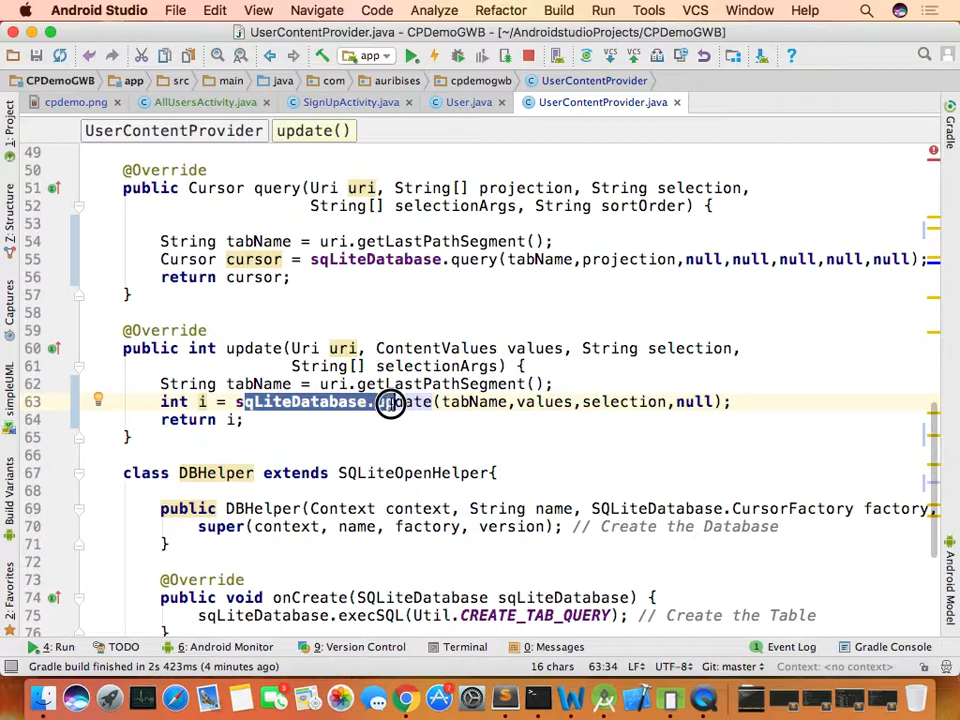 Android Studio File Edit View Navigate Code Analyze Refactor Build Run Tools VCS Window Help
UserContentProvider.java - CPDemoGWB - [~/AndroidstudioProjects/CPDemoGWB]
app VCS VCS
CPDemoGWB app src main java com auribises cpdemogwb UserContentProvider
cpdemo.png AllUsersActivity.java SignUpActivity.java User.java UserContentProvider.java
UserContentProvider update()
49
50 @Override
51 public Cursor query(Uri uri, String[] projection, String selection,
52 String[] selectionArgs, String sortOrder) {
53
54 String tabName = uri.getLastPathSegment();
55 Cursor cursor = sqLiteDatabase.query(tabName,projection,null,null,null,null,null);
56 return cursor;
57 }
58
59 @Override
60 public int update(Uri uri, ContentValues values, String selection,
61 String[] selectionArgs) {
62 String tabName = uri.getLastPathSegment();
63 int i = sqLiteDatabase.update(tabName,values,selection,null);
64 return i;
65 }
66
67 class DBHelper extends SQLiteOpenHelper{
68
69 public DBHelper(Context context, String name, SQLiteDatabase.CursorFactory factory,
70 super(context, name, factory, version); // Create the Database
71 }
72
73 @Override
74 public void onCreate(SQLiteDatabase sqLiteDatabase) {
75 sqLiteDatabase.execSQL(Util.CREATE_TAB_QUERY); // Create the Table
76 }
1: Project
7: Structure
Captures
simpleUML
Build Variants
2: Favorites
Gradle
Android Model
4: Run TODO 6: Android Monitor 9: Version Control Terminal 0: Messages Event Log Gradle Console
Gradle build finished in 2s 423ms (4 minutes ago) 16 chars 63:34 LF UTF-8 Git: master Context: <no context>